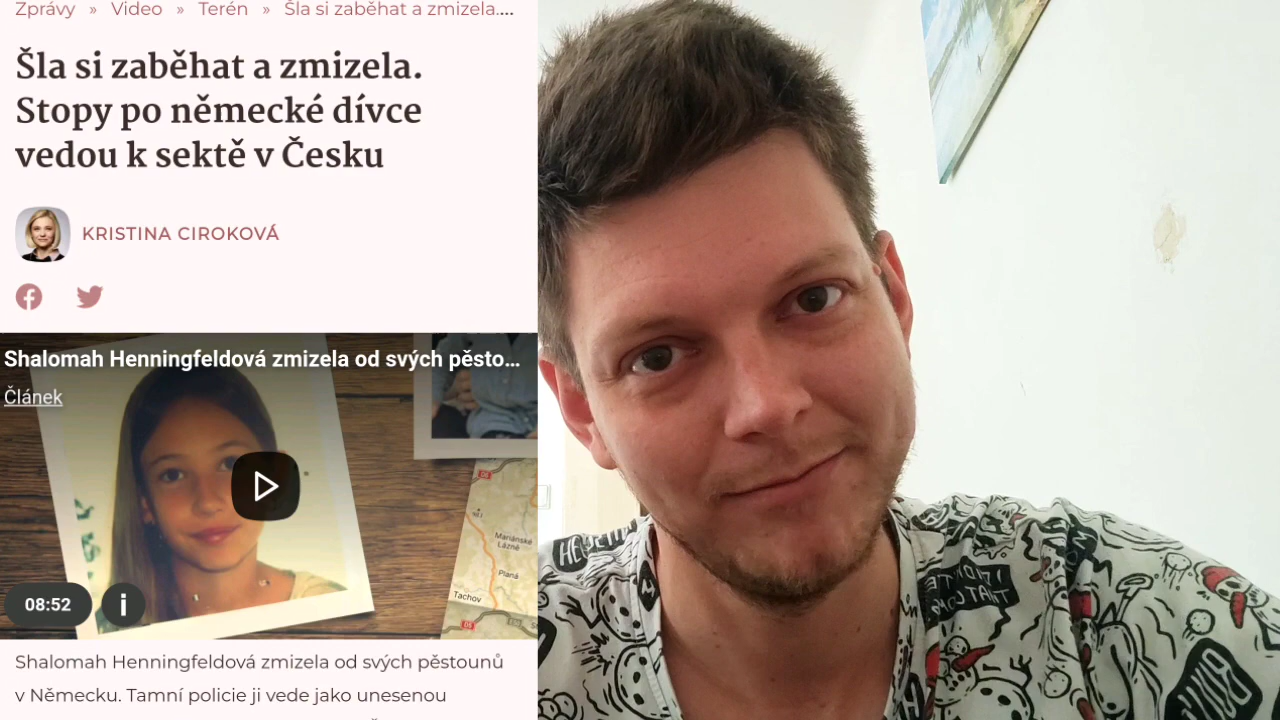 Zprávy » Video » Terén » Šla si zaběhat a zmizela....
Šla si zaběhat a zmizela.
Stopy po německé dívce
vedou k sektě v Česku
KRISTINA CIROKOVÁ
Shalomah Henningfeldová zmizela od svých pěsto...
Článek
Mariánské
Lázně
Planá
Tachov
D5
08:52
i
Shalomah Henningfeldová zmizela od svých pěstounů
v Německu. Tamní policie ji vede jako unesenou